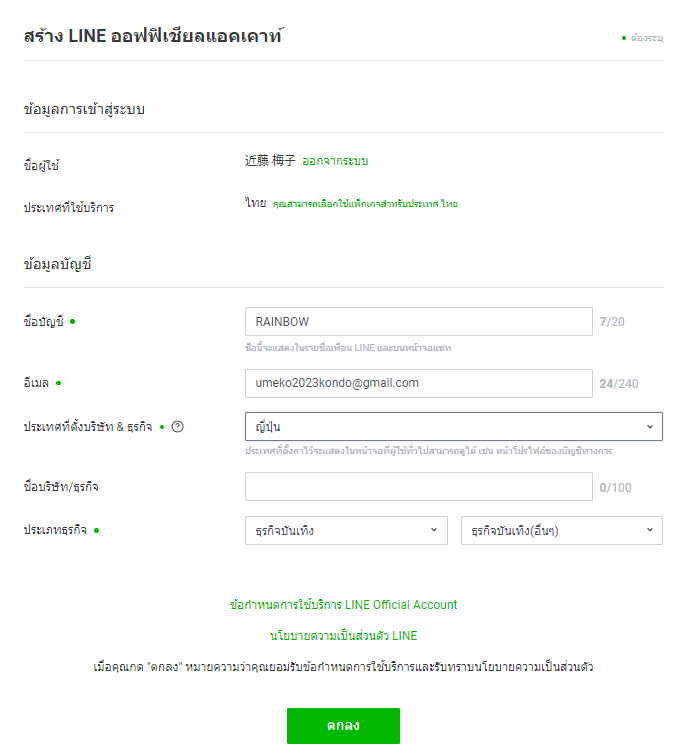 สร้าง LINE ออฟฟิเชียลแอคเคาท์
ต้องระบุ
ข้อมูลการเข้าสู่ระบบ
ชื่อผู้ใช้ 近藤 梅子 ออกจากระบบ
ประเทศที่ใช้บริการ ไทย คุณสามารถเลือกใช้แพ็กเกจสำหรับประเทศ ไทย
ข้อมูลบัญชี
ชื่อบัญชี RAINBOW 7/20
ชื่อนี้จะแสดงในรายชื่อเพื่อน LINE และบนหน้าจอแชท
อีเมล umeko2023kondo@gmail.com 24/240
ประเทศที่ตั้งบริษัท & ธุรกิจ ? ญี่ปุ่น
ประเทศที่ตั้งค่าไว้จะแสดงในหน้าจอที่ผู้ใช้ทั่วไปสามารถดูได้ เช่น หน้าโปรไฟล์ของบัญชีทางการ
ชื่อบริษัท/ธุรกิจ 0/100
ประเภทธุรกิจ ธุรกิจบันเทิง ธุรกิจบันเทิง(อื่นๆ)
ข้อกำหนดการใช้บริการ LINE Official Account
นโยบายความเป็นส่วนตัว LINE
เมื่อคุณกด "ตกลง" หมายความว่าคุณยอมรับข้อกำหนดการใช้บริการและรับทราบนโยบายความเป็นส่วนตัว
ตกลง